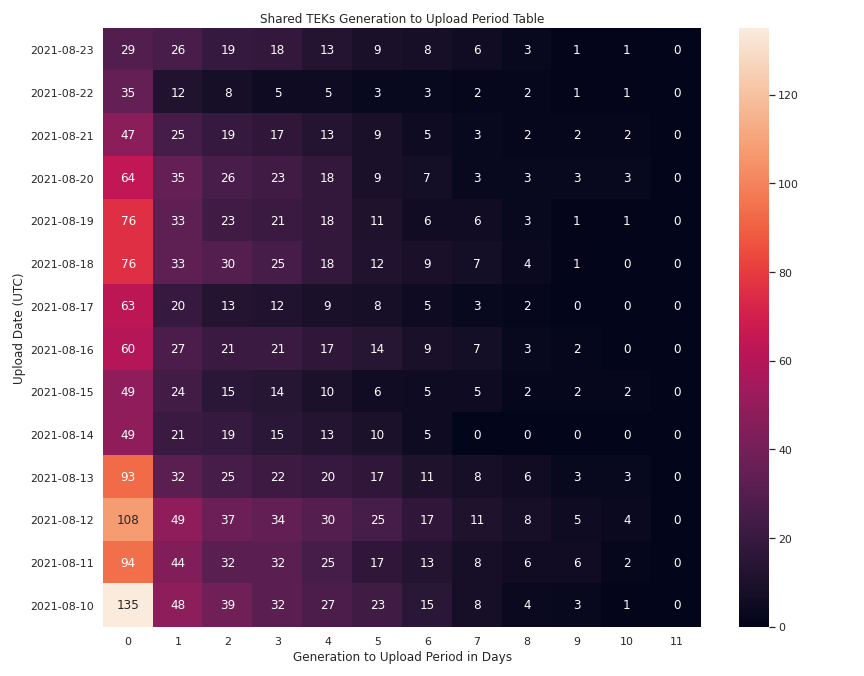 Shared TEKs Generation to Upload Period Table
Upload Date (UTC)
2021-08-23 29 26 19 18 13 9 8 6 3 1 1 0
2021-08-22 35 12 8 5 5 3 3 2 2 1 1 0
2021-08-21 47 25 19 17 13 9 5 3 2 2 2 0
2021-08-20 64 35 26 23 18 9 7 3 3 3 3 0
2021-08-19 76 33 23 21 18 11 6 6 3 1 1 0
2021-08-18 76 33 30 25 18 12 9 7 4 1 0 0
2021-08-17 63 20 13 12 9 8 5 3 2 0 0 0
2021-08-16 60 27 21 21 17 14 9 7 3 2 0 0
2021-08-15 49 24 15 14 10 6 5 5 2 2 2 0
2021-08-14 49 21 19 15 13 10 5 0 0 0 0 0
2021-08-13 93 32 25 22 20 17 11 8 6 3 3 0
2021-08-12 108 49 37 34 30 25 17 11 8 5 4 0
2021-08-11 94 44 32 32 25 17 13 8 6 6 2 0
2021-08-10 135 48 39 32 27 23 15 8 4 3 1 0
0 1 2 3 4 5 6 7 8 9 10 11
Generation to Upload Period in Days
120
100
80
60
40
20
0